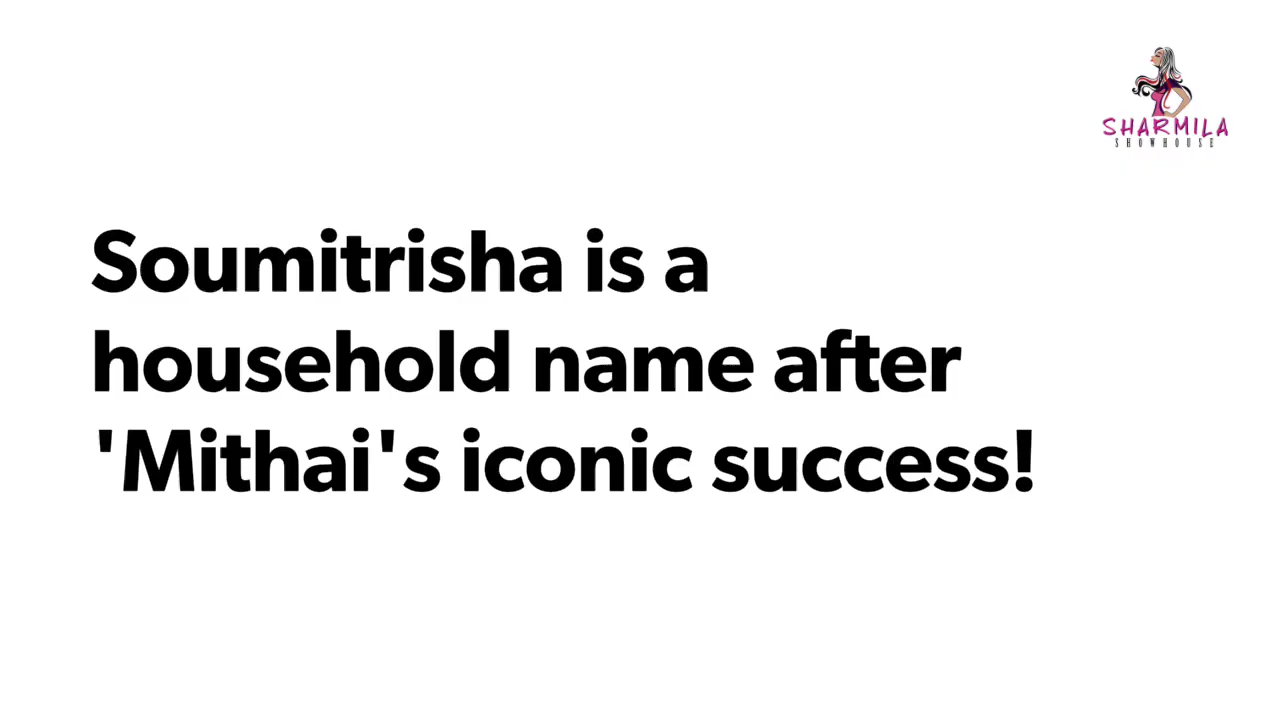 SHARMILA
SHOWHOUSE
Soumitrisha is a
household name after
'Mithai's iconic success!